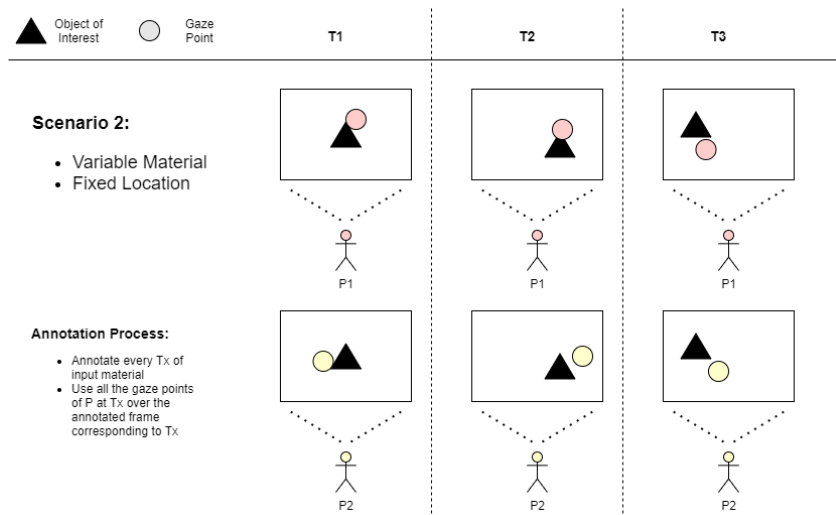 Object of
Interest
Gaze
Point
T1
T2
T3
Scenario 2:
• Variable Material
• Fixed Location
P1
P1
P1
Annotation Process:
• Annotate every Tx of
input material
• Use all the gaze points
of P at Tx over the
annotated frame
corresponding to Tx
P2
P2
P2